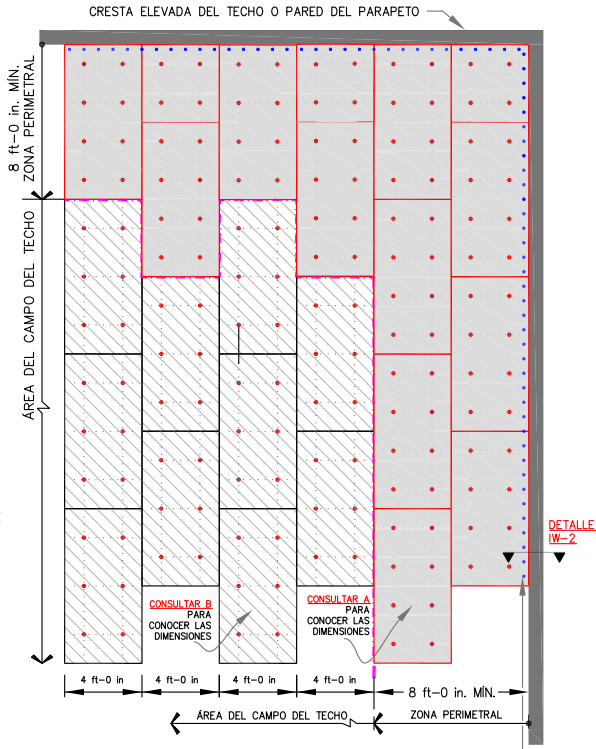 CRESTA ELEVADA DEL TECHO O PARED DEL PARAPETO
8 ft-0 in. MÍN.
ZONA PERIMETRAL
ÁREA DEL CAMPO DEL TECHO
DETALLE
IW-2
CONSULTAR B
PARA
CONOCER LAS
DIMENSIONES
CONSULTAR A
PARA
CONOCER LAS
DIMENSIONES
4 ft-0 in
4 ft-0 in
4 ft-0 in
4 ft-0 in
8 ft-0 in. MÍN.
ÁREA DEL CAMPO DEL TECHO
ZONA PERIMETRAL